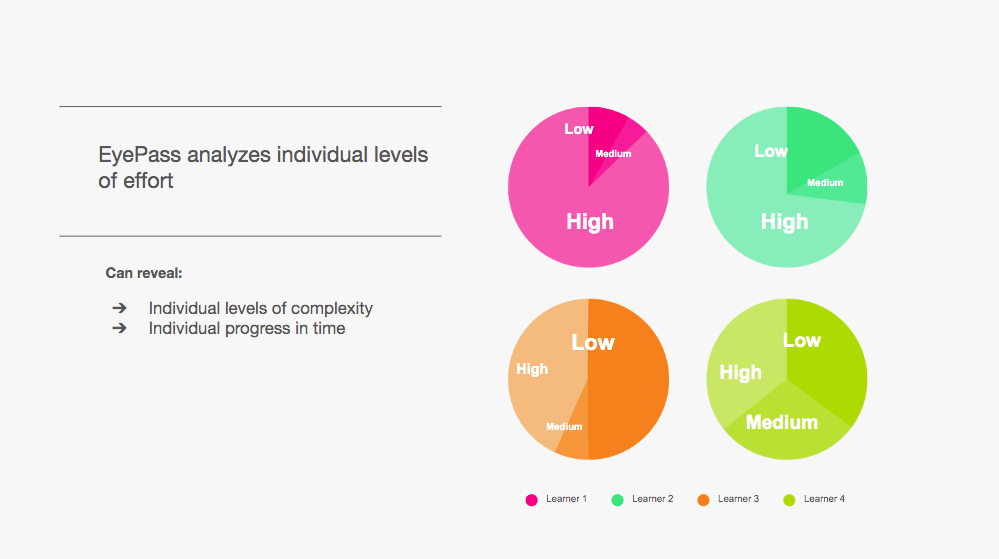 EyePass analyzes individual levels
of effort
Can reveal:
➔ Individual levels of complexity
➔ Individual progress in time
Low
Medium
High
Low
Medium
High
Low
High
Medium
Low
High
Medium
Learner 1 Learner 2 Learner 3 Learner 4